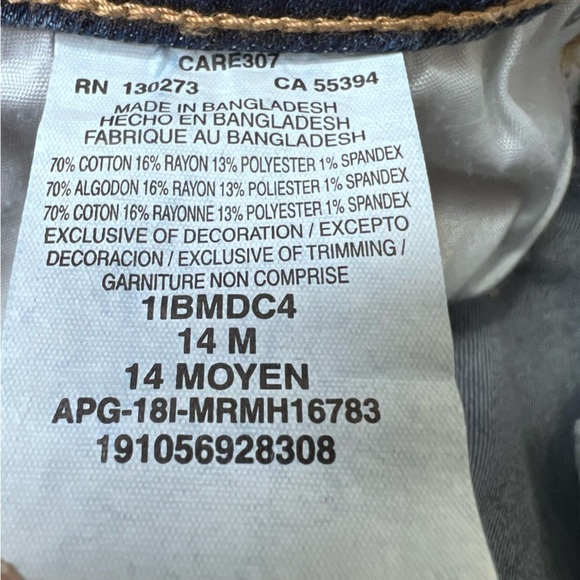 CARE307
RN 130273 CA 55394
MADE IN BANGLADESH
HECHO EN BANGLADESH
FABRIQUE AU BANGLADESH
70% COTTON 16% RAYON 13% POLYESTER 1% SPANDEX
70% ALGODON 16% RAYON 13% POLIESTER 1% SPANDEX
70% COTON 16% RAYONNE 13% POLYESTER 1% SPANDEX
EXCLUSIVE OF DECORATION / EXCEPTO
DECORACION / EXCLUSIVE OF TRIMMING /
GARNITURE NON COMPRISE
1IBMDC4
14 M
14 MOYEN
APG-18I-MRMH16783
191056928308